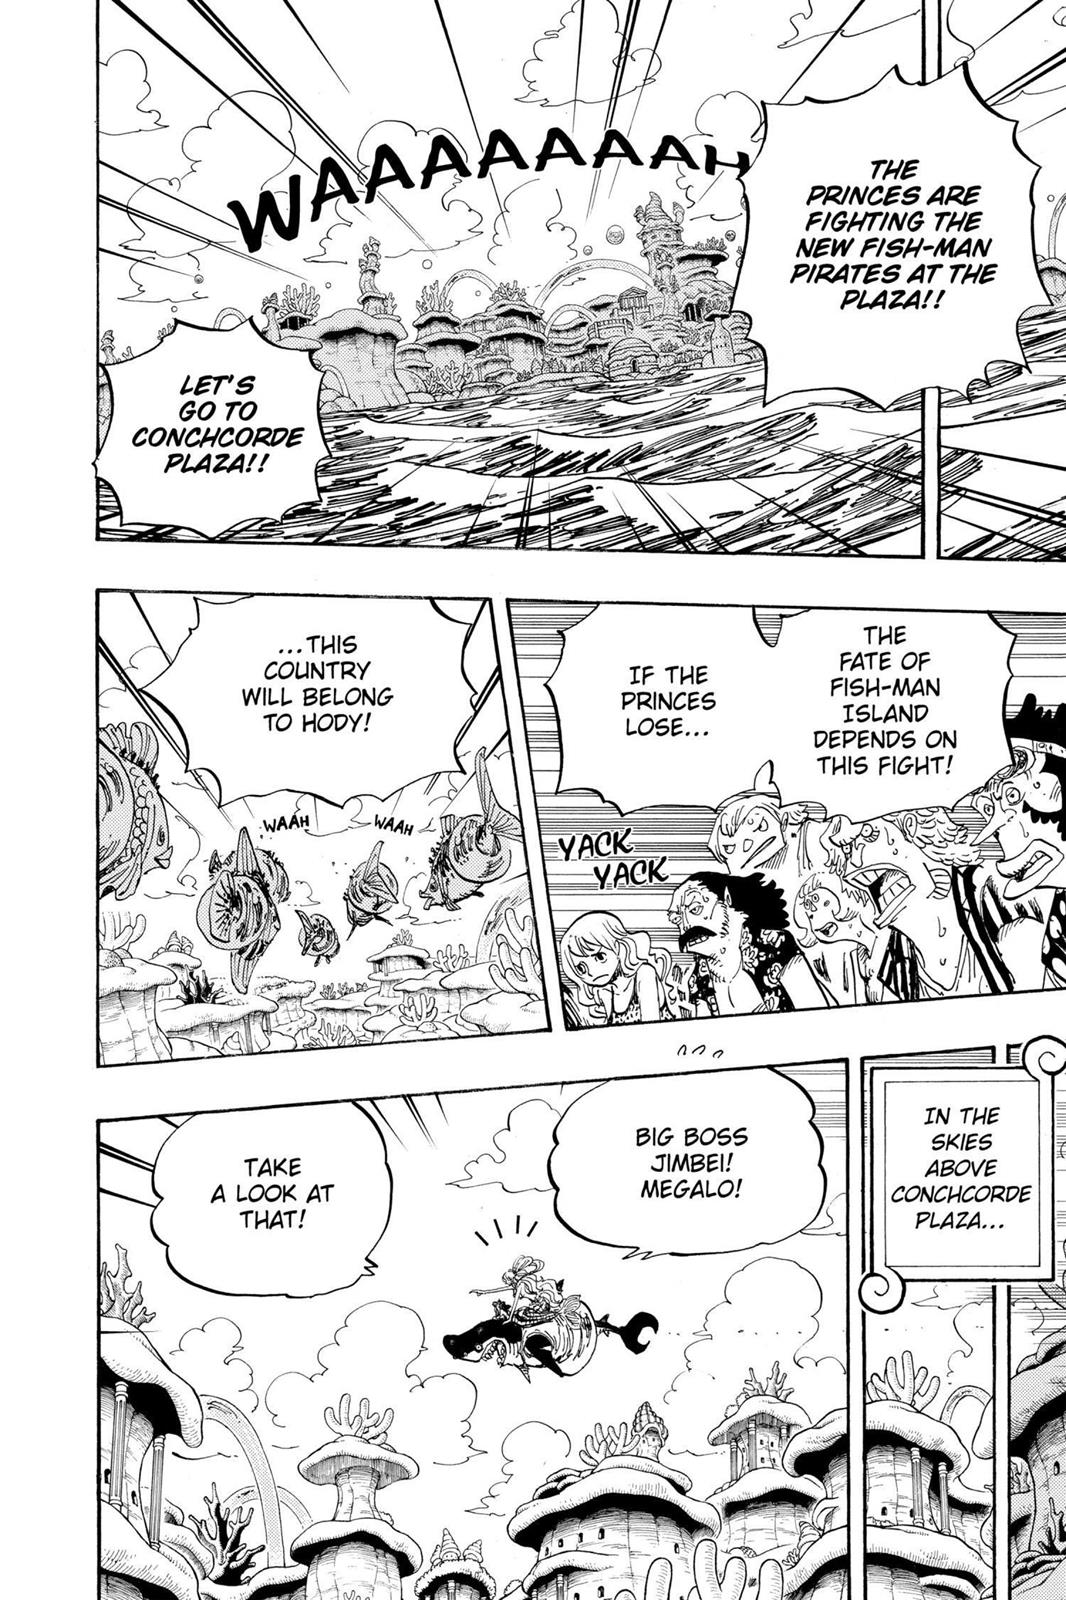 THE
PRINCES ARE
FIGHTING THE
NEW FISH-MAN
PIRATES AT THE
PLAZA!!
WAAAAAAAAH
LET'S
GO TO
CONCHCORDE
PLAZA!!
THE
FATE OF
FISH-MAN
ISLAND
DEPENDS ON
THIS FIGHT!
IF THE
PRINCES
LOSE...
YACK
YACK
...THIS
COUNTRY
WILL BELONG
TO HODY!
WAAH
WAAH
IN THE
SKIES
ABOVE
CONCHCORDE
PLAZA...
BIG BOSS
JIMBEI!
MEGALO!
TAKE
A LOOK AT
THAT!